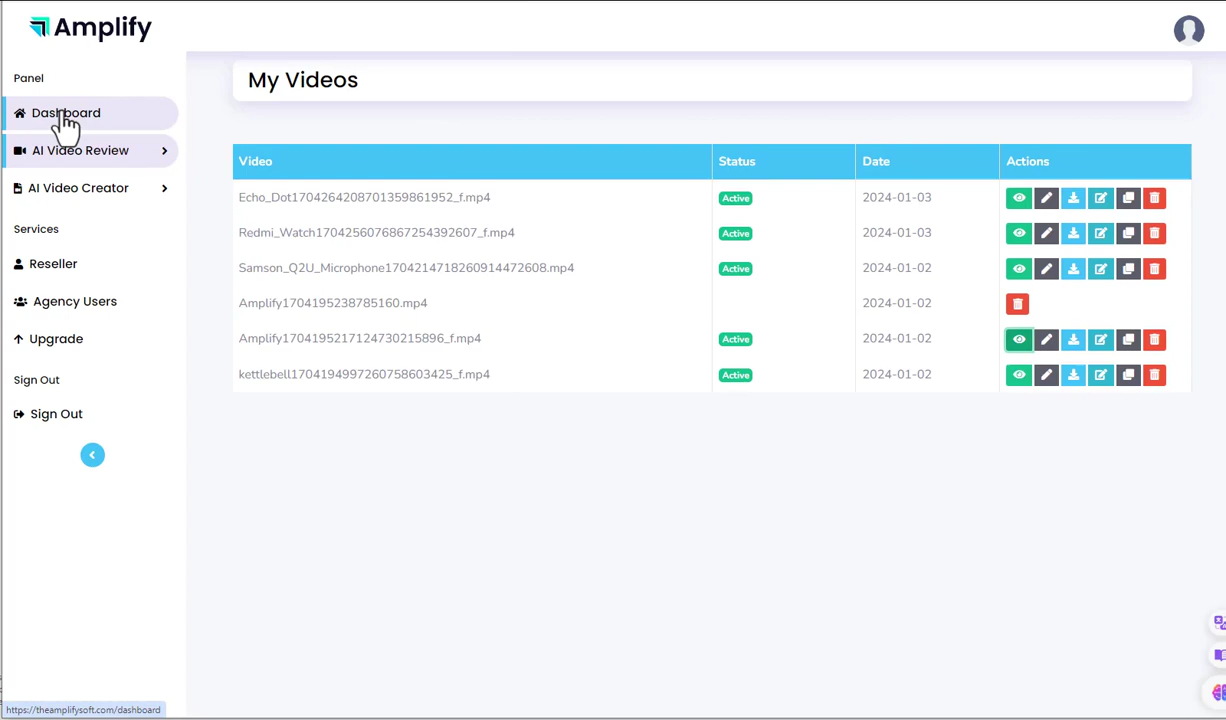 Amplify
Panel
Dashboard
AI Video Review
AI Video Creator
Services
Reseller
Agency Users
Upgrade
Sign Out
Sign Out
My Videos
Video Status Date Actions
Echo_Dot1704264208701359861952_f.mp4 Active 2024-01-03
Redmi_Watch1704256076867254392607_f.mp4 Active 2024-01-03
Samson_Q2U_Microphone1704214718260914472608.mp4 Active 2024-01-02
Amplify1704195238785160.mp4 2024-01-02
Amplify1704195217124730215896_f.mp4 Active 2024-01-02
kettlebell1704194997260758603425_f.mp4 Active 2024-01-02
https://theamplifysoft.com/dashboard